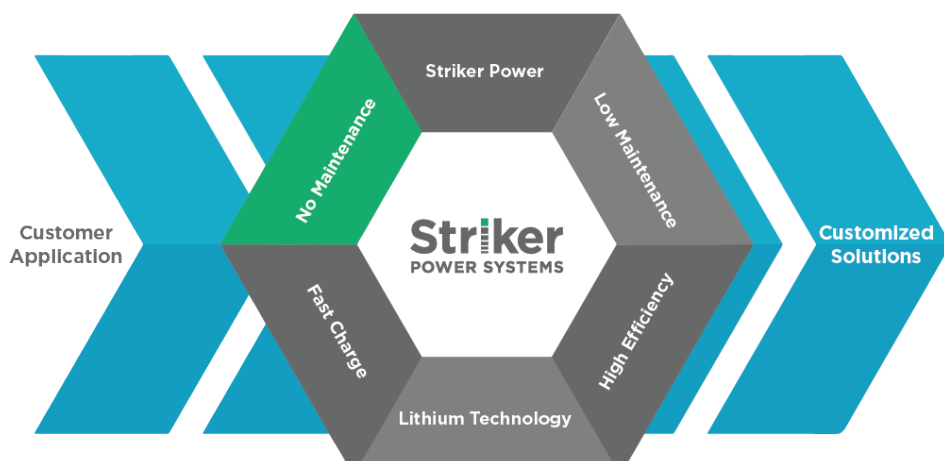 Striker Power
No Maintenance
Low Maintenance
Customer
Application
Striker
POWER SYSTEMS
Customized
Solutions
Fast Charge
High Efficiency
Lithium Technology